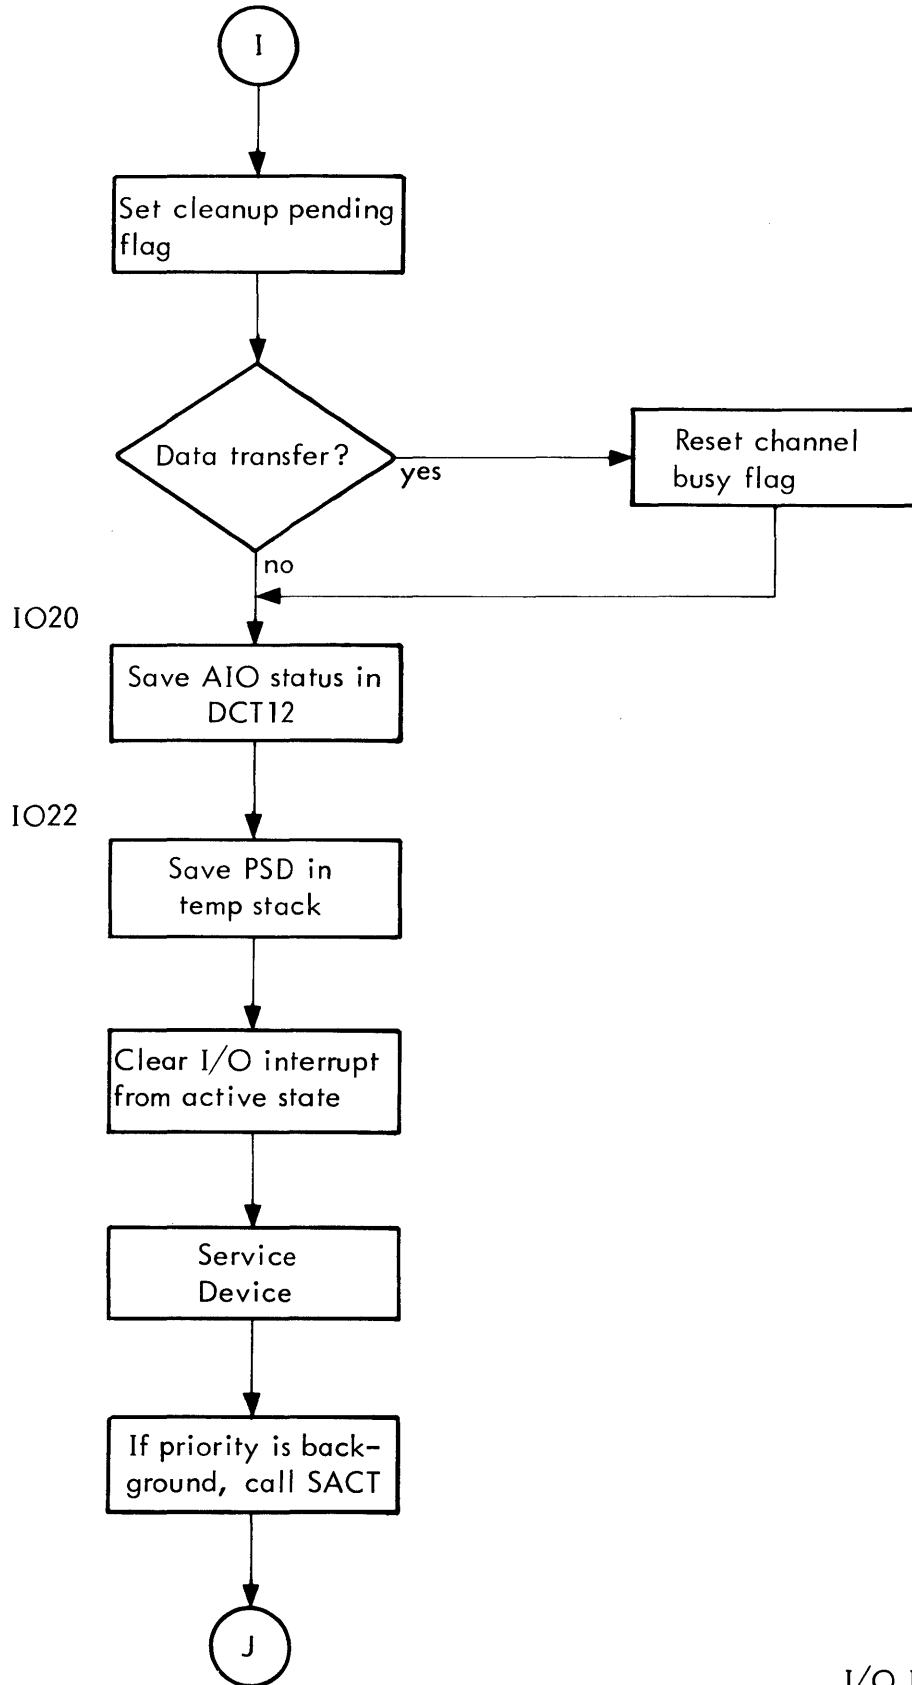 I
Set cleanup pending
flag
Data transfer?
yes
Reset channel
busy flag
no
IO20
Save AIO status in
DCT12
IO22
Save PSD in
temp stack
Clear I/O interrupt
from active state
Service
Device
If priority is back-
ground, call SACT
J
I/O